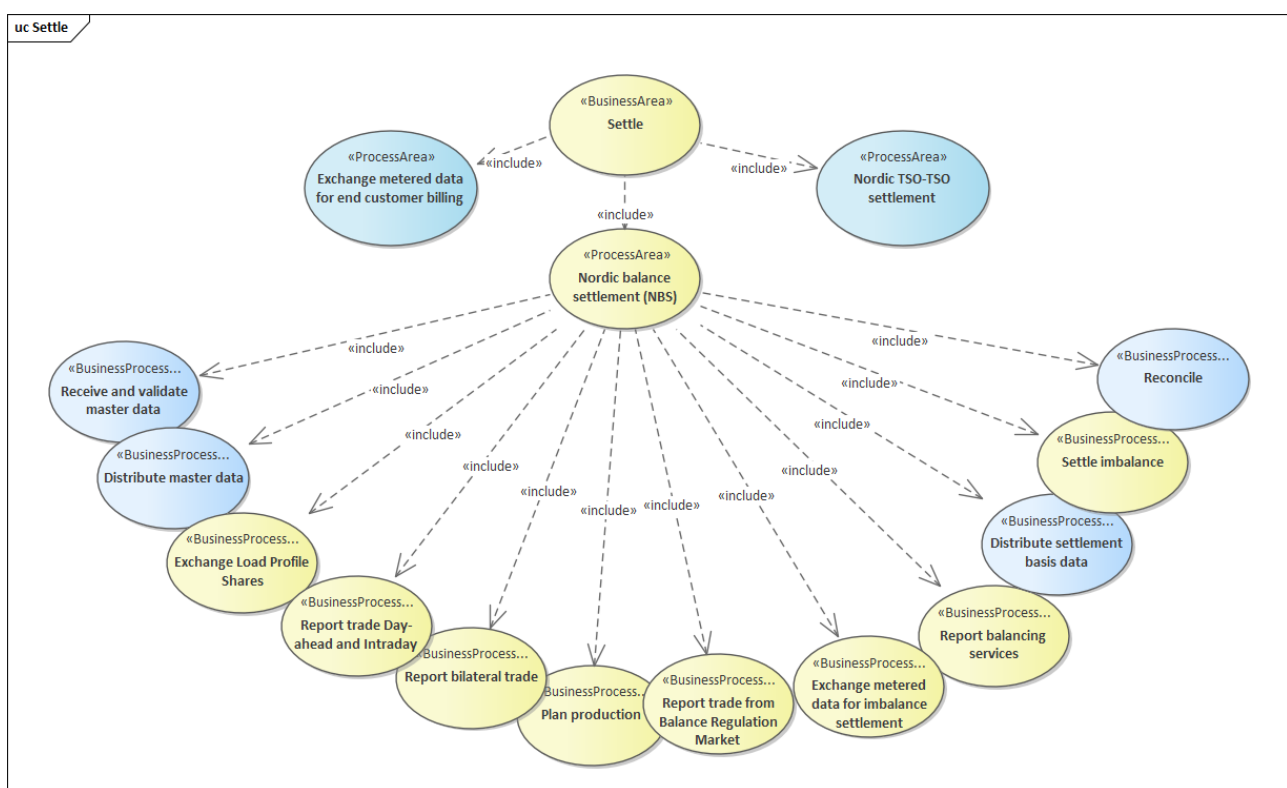 uc Settle
«BusinessArea»
Settle
«ProcessArea»
Exchange metered data
for end customer billing
«include»
«include»
«ProcessArea»
Nordic TSO-TSO
settlement
«include»
«ProcessArea»
Nordic balance
settlement (NBS)
«include»
«include»
«include»
«include»
«include»
«include»
«include»
«include»
«include»
«include»
«include»
«include»
«BusinessProcess...
Receive and validate
master data
«BusinessProcess...
Distribute master data
«BusinessProcess...
Exchange Load Profile
Shares
«BusinessProcess...
Report trade Day-
ahead and Intraday
«BusinessProcess...
Report bilateral trade
«BusinessProcess...
Plan production
«BusinessProcess...
Report trade from
Balance Regulation
Market
«BusinessProcess...
Exchange metered
data for imbalance
settlement
«BusinessProcess...
Report balancing
services
«BusinessProcess...
Distribute settlement
basis data
«BusinessProcess...
Settle imbalance
«BusinessProcess...
Reconcile